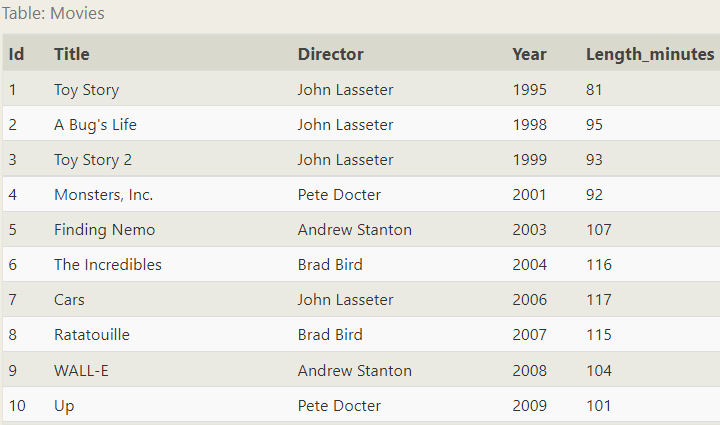 Table: Movies
Id Title Director Year Length_minutes
1 Toy Story John Lasseter 1995 81
2 A Bug's Life John Lasseter 1998 95
3 Toy Story 2 John Lasseter 1999 93
4 Monsters, Inc. Pete Docter 2001 92
5 Finding Nemo Andrew Stanton 2003 107
6 The Incredibles Brad Bird 2004 116
7 Cars John Lasseter 2006 117
8 Ratatouille Brad Bird 2007 115
9 WALL-E Andrew Stanton 2008 104
10 Up Pete Docter 2009 101